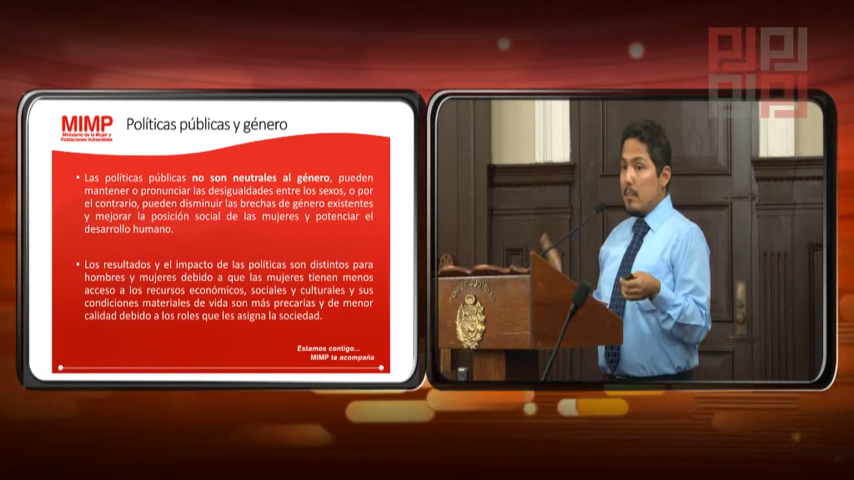 MIMP
Ministerio de la Mujer y
Poblaciones Vulnerables
Políticas públicas y género
• Las políticas públicas no son neutrales al género, pueden
mantener o pronunciar las desigualdades entre los sexos, o por
el contrario, pueden disminuir las brechas de género existentes
y mejorar la posición social de las mujeres y potenciar el
desarrollo humano.
• Los resultados y el impacto de las políticas son distintos para
hombres y mujeres debido a que las mujeres tienen menos
acceso a los recursos económicos, sociales y culturales y sus
condiciones materiales de vida son más precarias y de menor
calidad debido a los roles que les asigna la sociedad.
Estamos contigo...
MIMP te acompaña